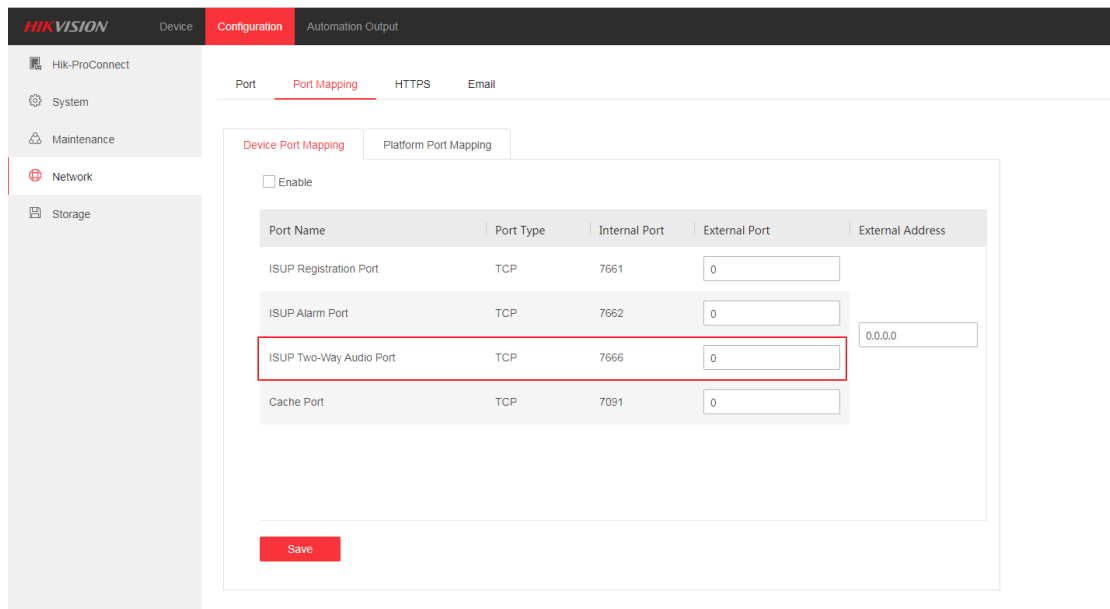 HIKVISION Device Configuration Automation Output
Hik-ProConnect
System
Maintenance
Network
Storage
Port Port Mapping HTTPS Email
Device Port Mapping Platform Port Mapping
Enable
Port Name Port Type Internal Port External Port External Address
ISUP Registration Port TCP 7661 0
ISUP Alarm Port TCP 7662 0
0.0.0.0
ISUP Two-Way Audio Port TCP 7666 0
Cache Port TCP 7091 0
Save